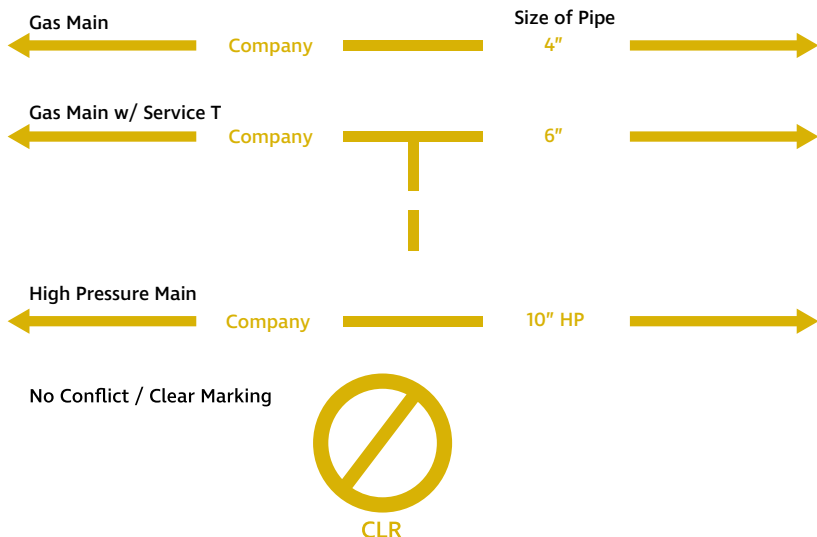 Gas Main
Size of Pipe
Company
4"
Gas Main w/ Service T
Company
6"
High Pressure Main
Company
10" HP
No Conflict / Clear Marking
CLR